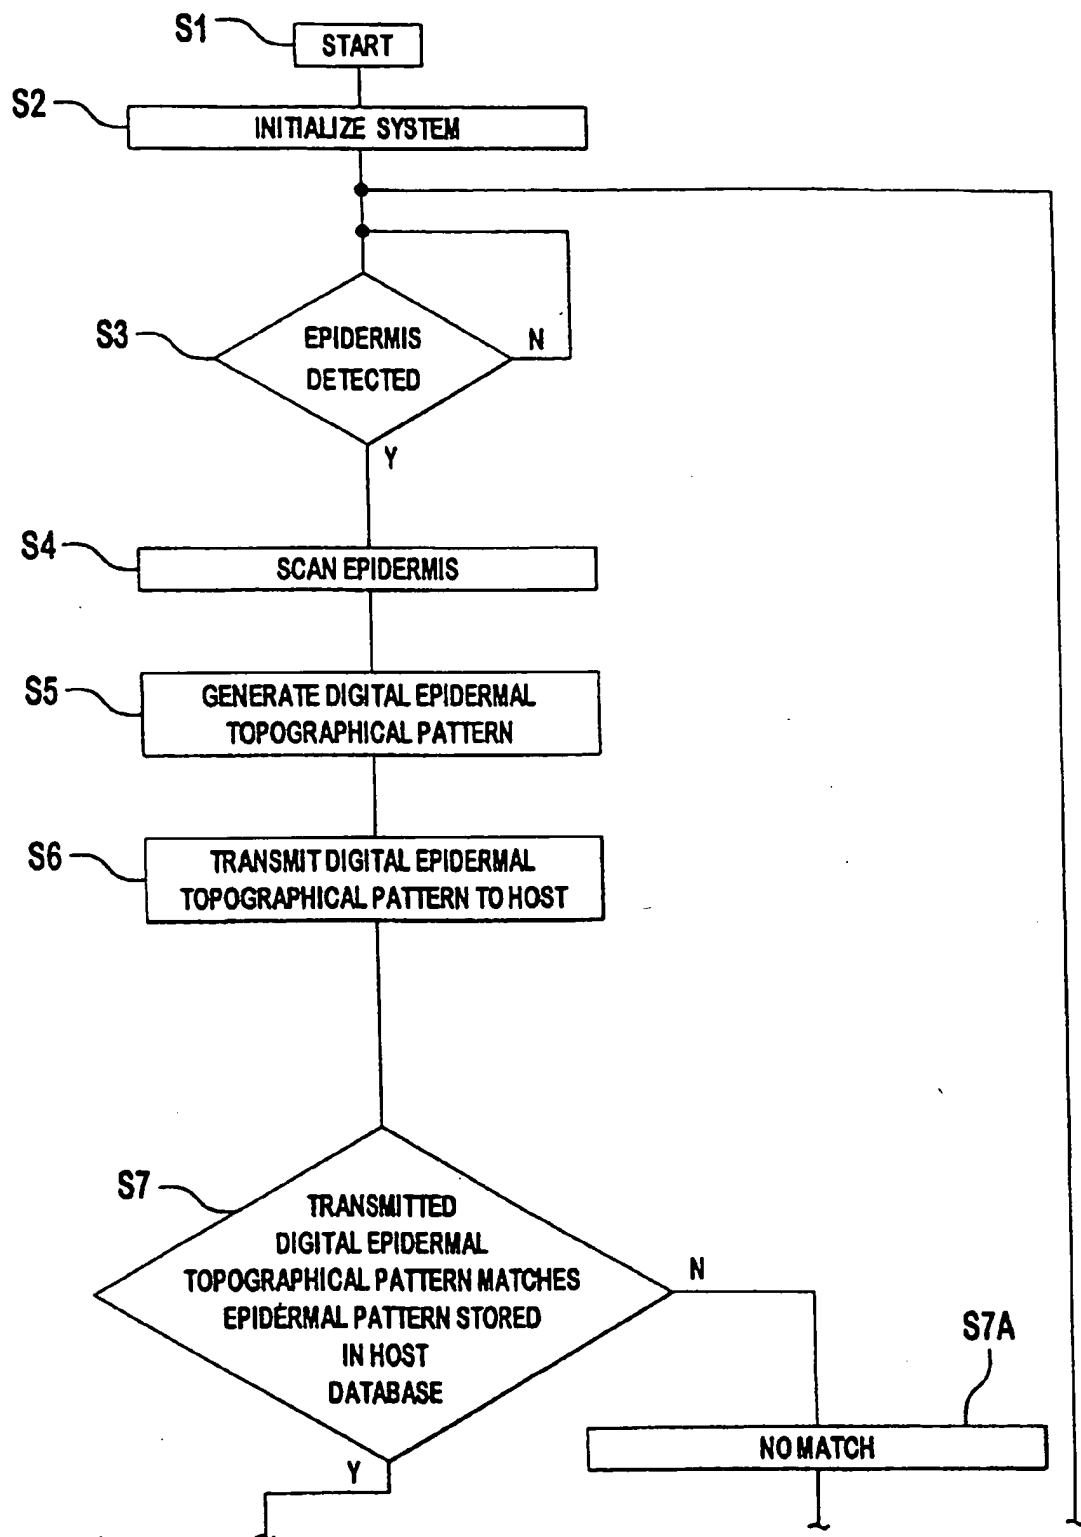 S1
START
S2
INITIALIZE SYSTEM
S3
EPIDERMIS
DETECTED
N
Y
S4
SCAN EPIDERMIS
S5
GENERATE DIGITAL EPIDERMAL
TOPOGRAPHICAL PATTERN
S6
TRANSMIT DIGITAL EPIDERMAL
TOPOGRAPHICAL PATTERN TO HOST
S7
TRANSMITTED
DIGITAL EPIDERMAL
TOPOGRAPHICAL PATTERN MATCHES
EPIDERMAL PATTERN STORED
IN HOST
DATABASE
N
S7A
NO MATCH
Y